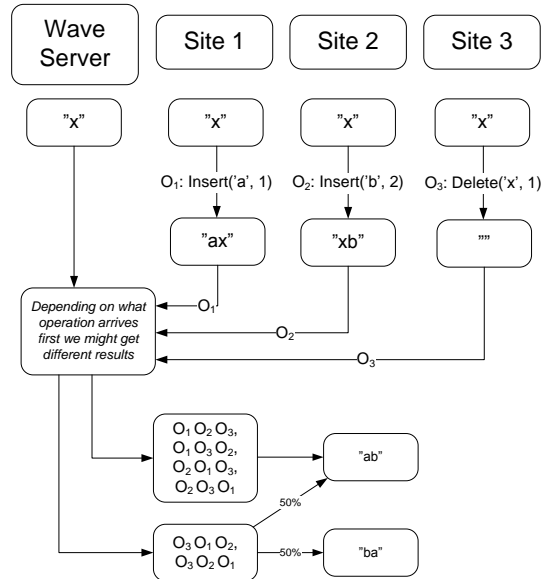 Wave
Server
Site 1
Site 2
Site 3
"x"
"x"
"x"
"x"
O₁: Insert('a', 1)
O₂: Insert('b', 2)
O₃: Delete('x', 1)
"ax"
"xb"
""
Depending on what
operation arrives
first we might get
different results
O₁
O₂
O₃
O₁ O₂ O₃,
O₁ O₃ O₂,
O₂ O₁ O₃,
O₂ O₃ O₁
"ab"
50%
O₃ O₁ O₂,
O₃ O₂ O₁
50%
"ba"